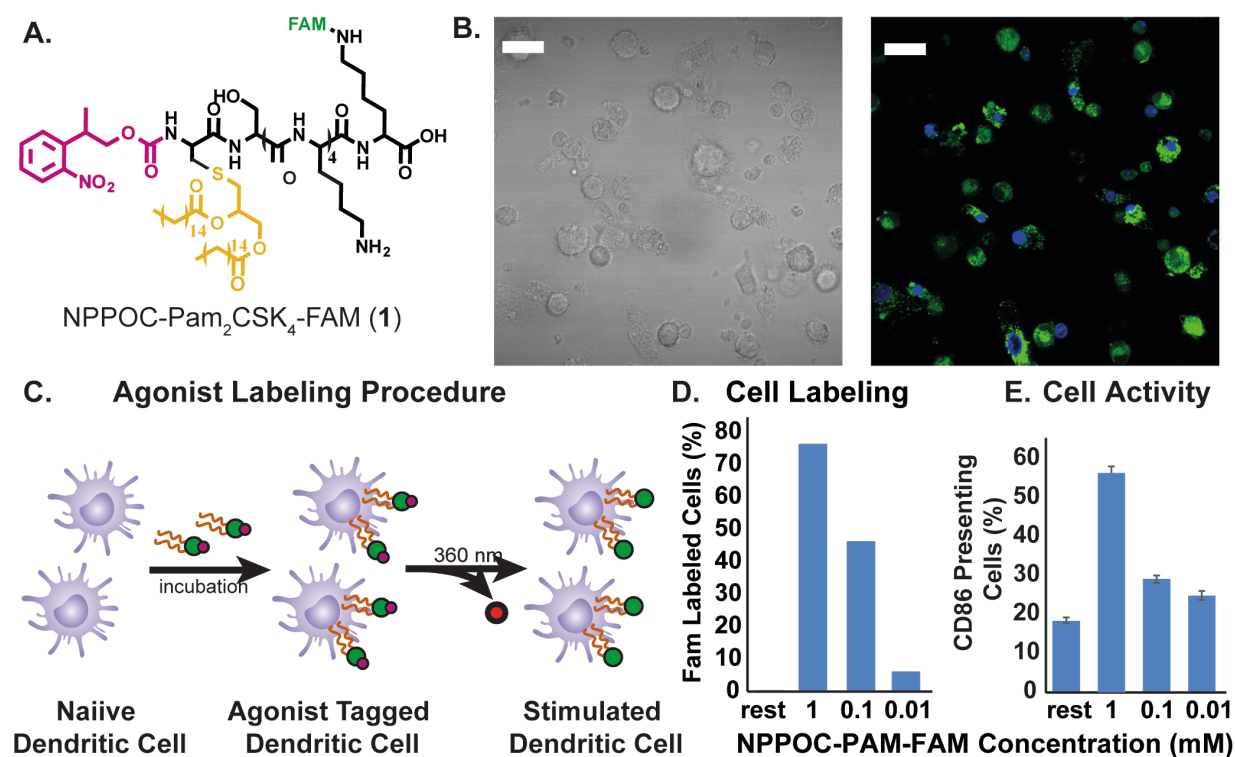 A.
FAM
NH
HO
O
H
N
O
O
H
N
O
H
N
O
OH
O
N
H
O
N
H
4
O
NO2
S
O
14
O
14
O
O
NH2
NPPOC-Pam2CSK4-FAM (1)
B.
C. Agonist Labeling Procedure
incubation
360 nm
Naiive
Dendritic Cell
Agonist Tagged
Dendritic Cell
Stimulated
Dendritic Cell
D. Cell Labeling
Fam Labeled Cells (%)
80
70
60
50
40
30
20
10
0
rest 1 0.1 0.01
E. Cell Activity
CD86 Presenting
Cells (%)
60
50
40
30
20
10
0
rest 1 0.1 0.01
NPPOC-PAM-FAM Concentration (mM)